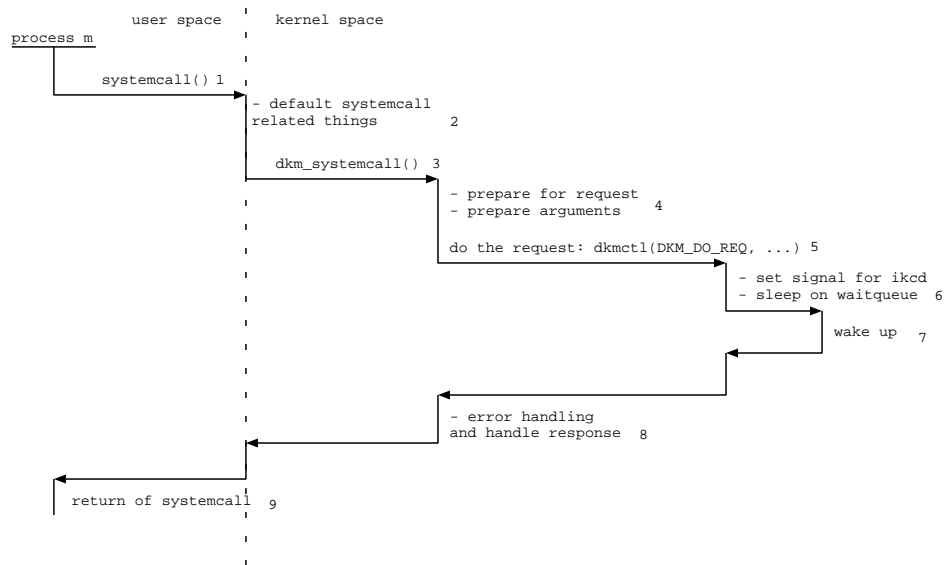 user space
kernel space
process m
systemcall() 1
- default systemcall
related things 2
dkm_systemcall() 3
- prepare for request
- prepare arguments 4
do the request: dkmctl(DKM_DO_REQ, ...) 5
- set signal for ikcd
- sleep on waitqueue 6
wake up 7
- error handling
and handle response 8
return of systemcall 9